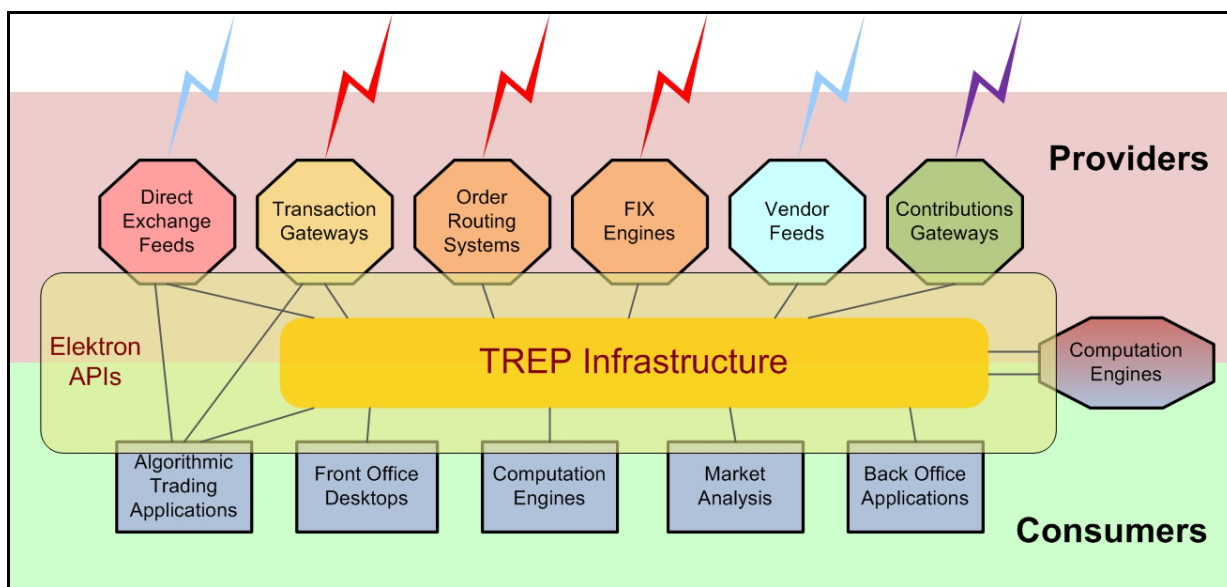 Providers
Direct
Exchange
Feeds
Transaction
Gateways
Order
Routing
Systems
FIX
Engines
Vendor
Feeds
Contributions
Gateways
Elektron
APIs
TREP Infrastructure
Computation
Engines
Algorithmic
Trading
Applications
Front Office
Desktops
Computation
Engines
Market
Analysis
Back Office
Applications
Consumers